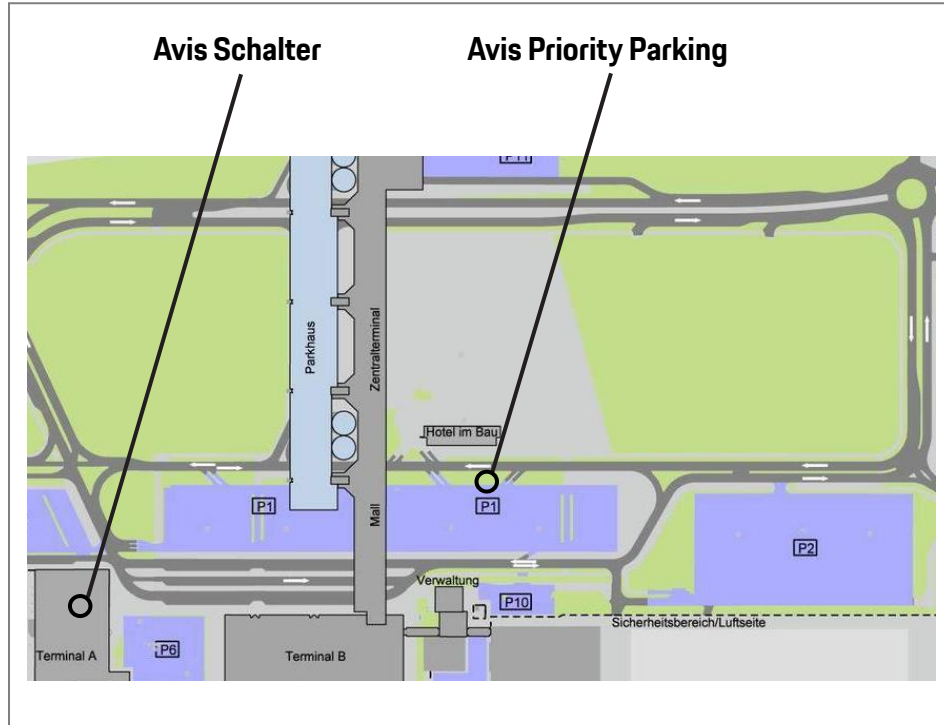 Avis Schalter
Avis Priority Parking
P11
Parkhaus
Zentralterminal
Hotel im Bau
P1
Mall
P1
P2
Verwaltung
P10
Sicherheitsbereich/Luftseite
Terminal A
P6
Terminal B